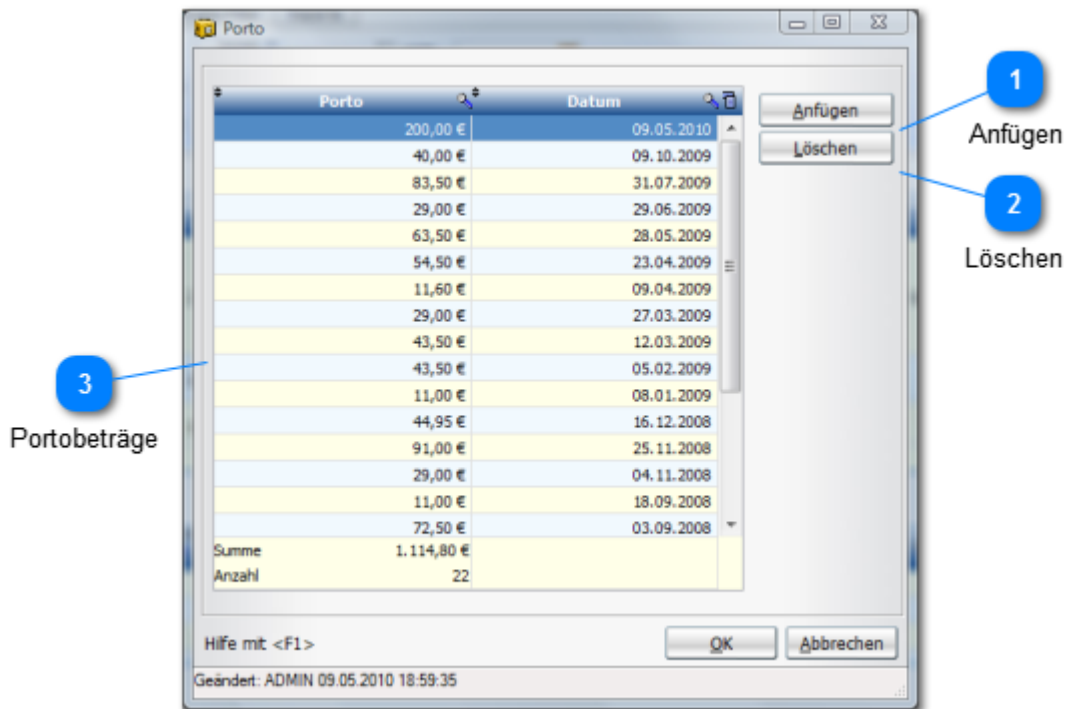 Porto
Porto Datum
Anfügen
Löschen
200,00 € 09.05.2010
40,00 € 09.10.2009
83,50 € 31.07.2009
29,00 € 29.06.2009
63,50 € 28.05.2009
54,50 € 23.04.2009
11,60 € 09.04.2009
29,00 € 27.03.2009
43,50 € 12.03.2009
43,50 € 05.02.2009
11,00 € 08.01.2009
44,95 € 16.12.2008
91,00 € 25.11.2008
29,00 € 04.11.2008
11,00 € 18.09.2008
72,50 € 03.09.2008
Summe 1.114,80 €
Anzahl 22
Hilfe mit <F1>
OK
Abbrechen
Geändert: ADMIN 09.05.2010 18:59:35
1
Anfügen
2
Löschen
3
Portobeträge